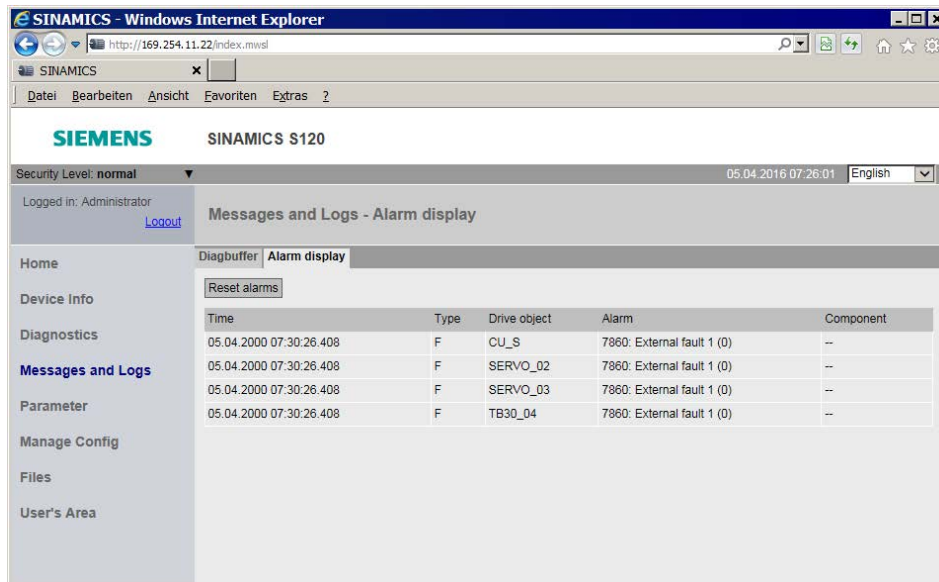 SINAMICS - Windows Internet Explorer
http://169.254.11.22/index.mwsl
SINAMICS
Datei Bearbeiten Ansicht Favoriten Extras ?
SIEMENS SINAMICS S120
Security Level: normal 05.04.2016 07:26:01 English
Logged in: Administrator
Logout
Messages and Logs - Alarm display
Home
Device Info
Diagnostics
Messages and Logs
Parameter
Manage Config
Files
User's Area
Diagbuffer Alarm display
Reset alarms
Time Type Drive object Alarm Component
05.04.2000 07:30:26.408 F CU_S 7860: External fault 1 (0) --
05.04.2000 07:30:26.408 F SERVO_02 7860: External fault 1 (0) --
05.04.2000 07:30:26.408 F SERVO_03 7860: External fault 1 (0) --
05.04.2000 07:30:26.408 F TB30_04 7860: External fault 1 (0) --